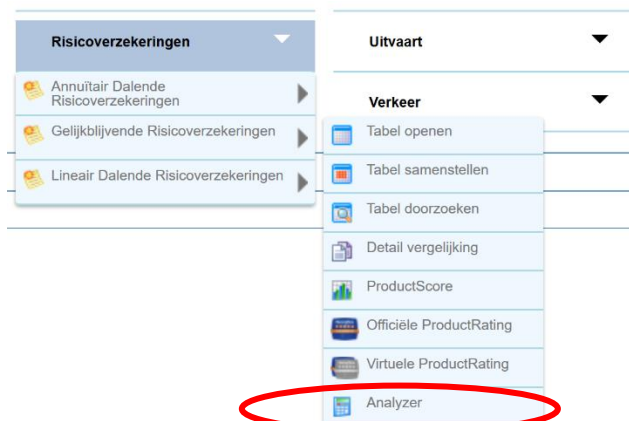 Risicoverzekeringen
Uitvaart
Annuïtair Dalende
Risicoverzekeringen
Verkeer
Gelijkblijvende Risicoverzekeringen
Tabel openen
Lineair Dalende Risicoverzekeringen
Tabel samenstellen
Tabel doorzoeken
Detail vergelijking
ProductScore
Officiële ProductRating
Virtuele ProductRating
Analyzer